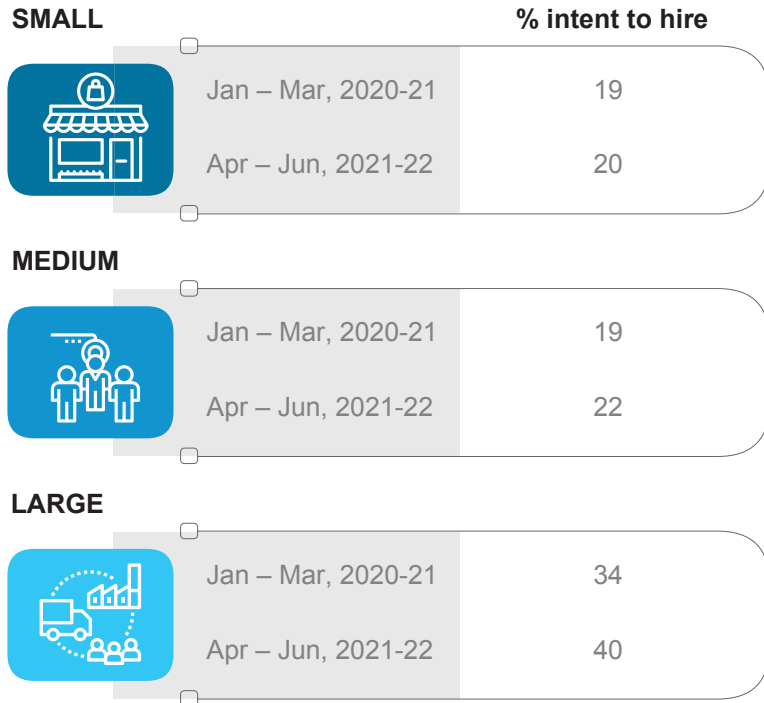 SMALL % intent to hire
Jan – Mar, 2020-21 19
Apr – Jun, 2021-22 20
MEDIUM
Jan – Mar, 2020-21 19
Apr – Jun, 2021-22 22
LARGE
Jan – Mar, 2020-21 34
Apr – Jun, 2021-22 40